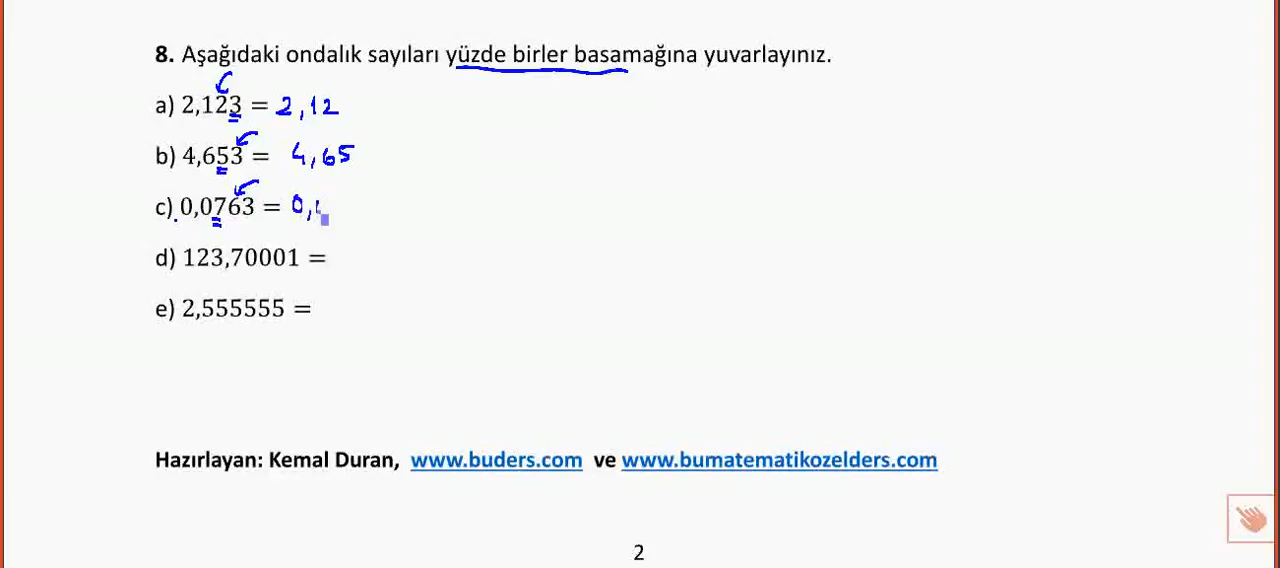 8. Aşağıdaki ondalık sayıları yüzde birler basamağına yuvarlayınız.
a) 2,123 = 2,12
b) 4,653 = 4,65
c) 0,0763 = 0,
d) 123,70001 =
e) 2,555555 =
Hazırlayan: Kemal Duran, www.buders.com ve www.bumatematikozelders.com
2